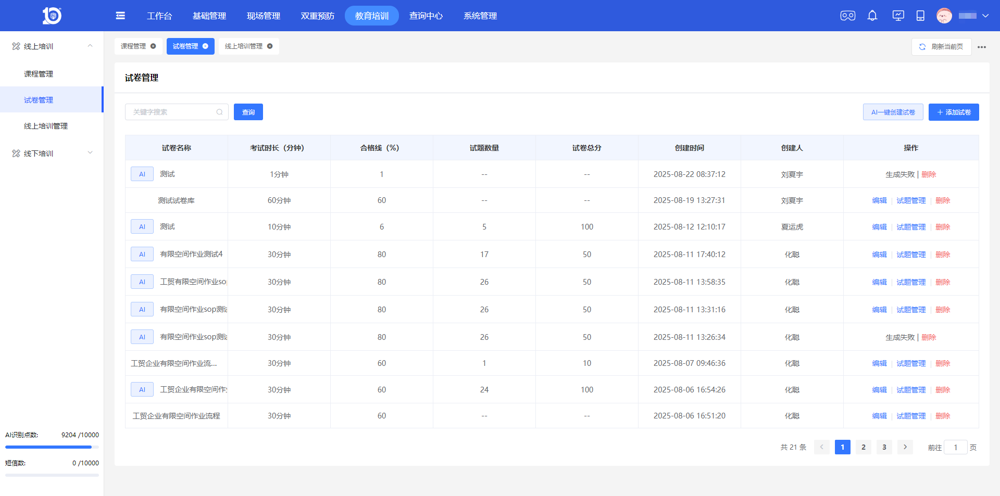 工作台 基础管理 现场管理 双重预防 教育培训 查询中心 系统管理
线上培训
课程管理
试卷管理
线上培训管理
线下培训
AI识别点数: 9204 /10000
短信数: 0 /10000
课程管理 试卷管理 线上培训管理 刷新当前页
试卷管理
关键字搜索 查询 AI一键创建试卷 添加试卷
试卷名称 考试时长（分钟） 合格线（%） 试题数量 试卷总分 创建时间 创建人 操作
AI 测试 1分钟 1 -- -- 2025-08-22 08:37:12 刘夏宇 生成失败 | 删除
测试试卷库 60分钟 60 -- -- 2025-08-19 13:27:31 刘夏宇 编辑 试题管理 删除
AI 测试 10分钟 6 5 100 2025-08-12 12:10:17 夏运虎 编辑 试题管理 删除
AI 有限空间作业测试4 30分钟 80 17 50 2025-08-11 17:40:12 化聪 编辑 试题管理 删除
AI 工贸有限空间作业so 30分钟 80 26 50 2025-08-11 13:58:35 化聪 编辑 试题管理 删除
AI 有限空间作业sop测试 30分钟 80 26 50 2025-08-11 13:31:16 化聪 编辑 试题管理 删除
AI 有限空间作业sop测试 30分钟 80 26 50 2025-08-11 13:26:34 化聪 生成失败 | 删除
工贸企业有限空间作业流... 30分钟 60 1 10 2025-08-07 09:46:36 化聪 编辑 试题管理 删除
AI 工贸企业有限空间作业 30分钟 60 24 100 2025-08-06 16:54:26 化聪 编辑 试题管理 删除
工贸企业有限空间作业流程 30分钟 60 -- -- 2025-08-06 16:51:20 化聪 编辑 试题管理 删除
共 21 条 1 2 3 前往 1 页